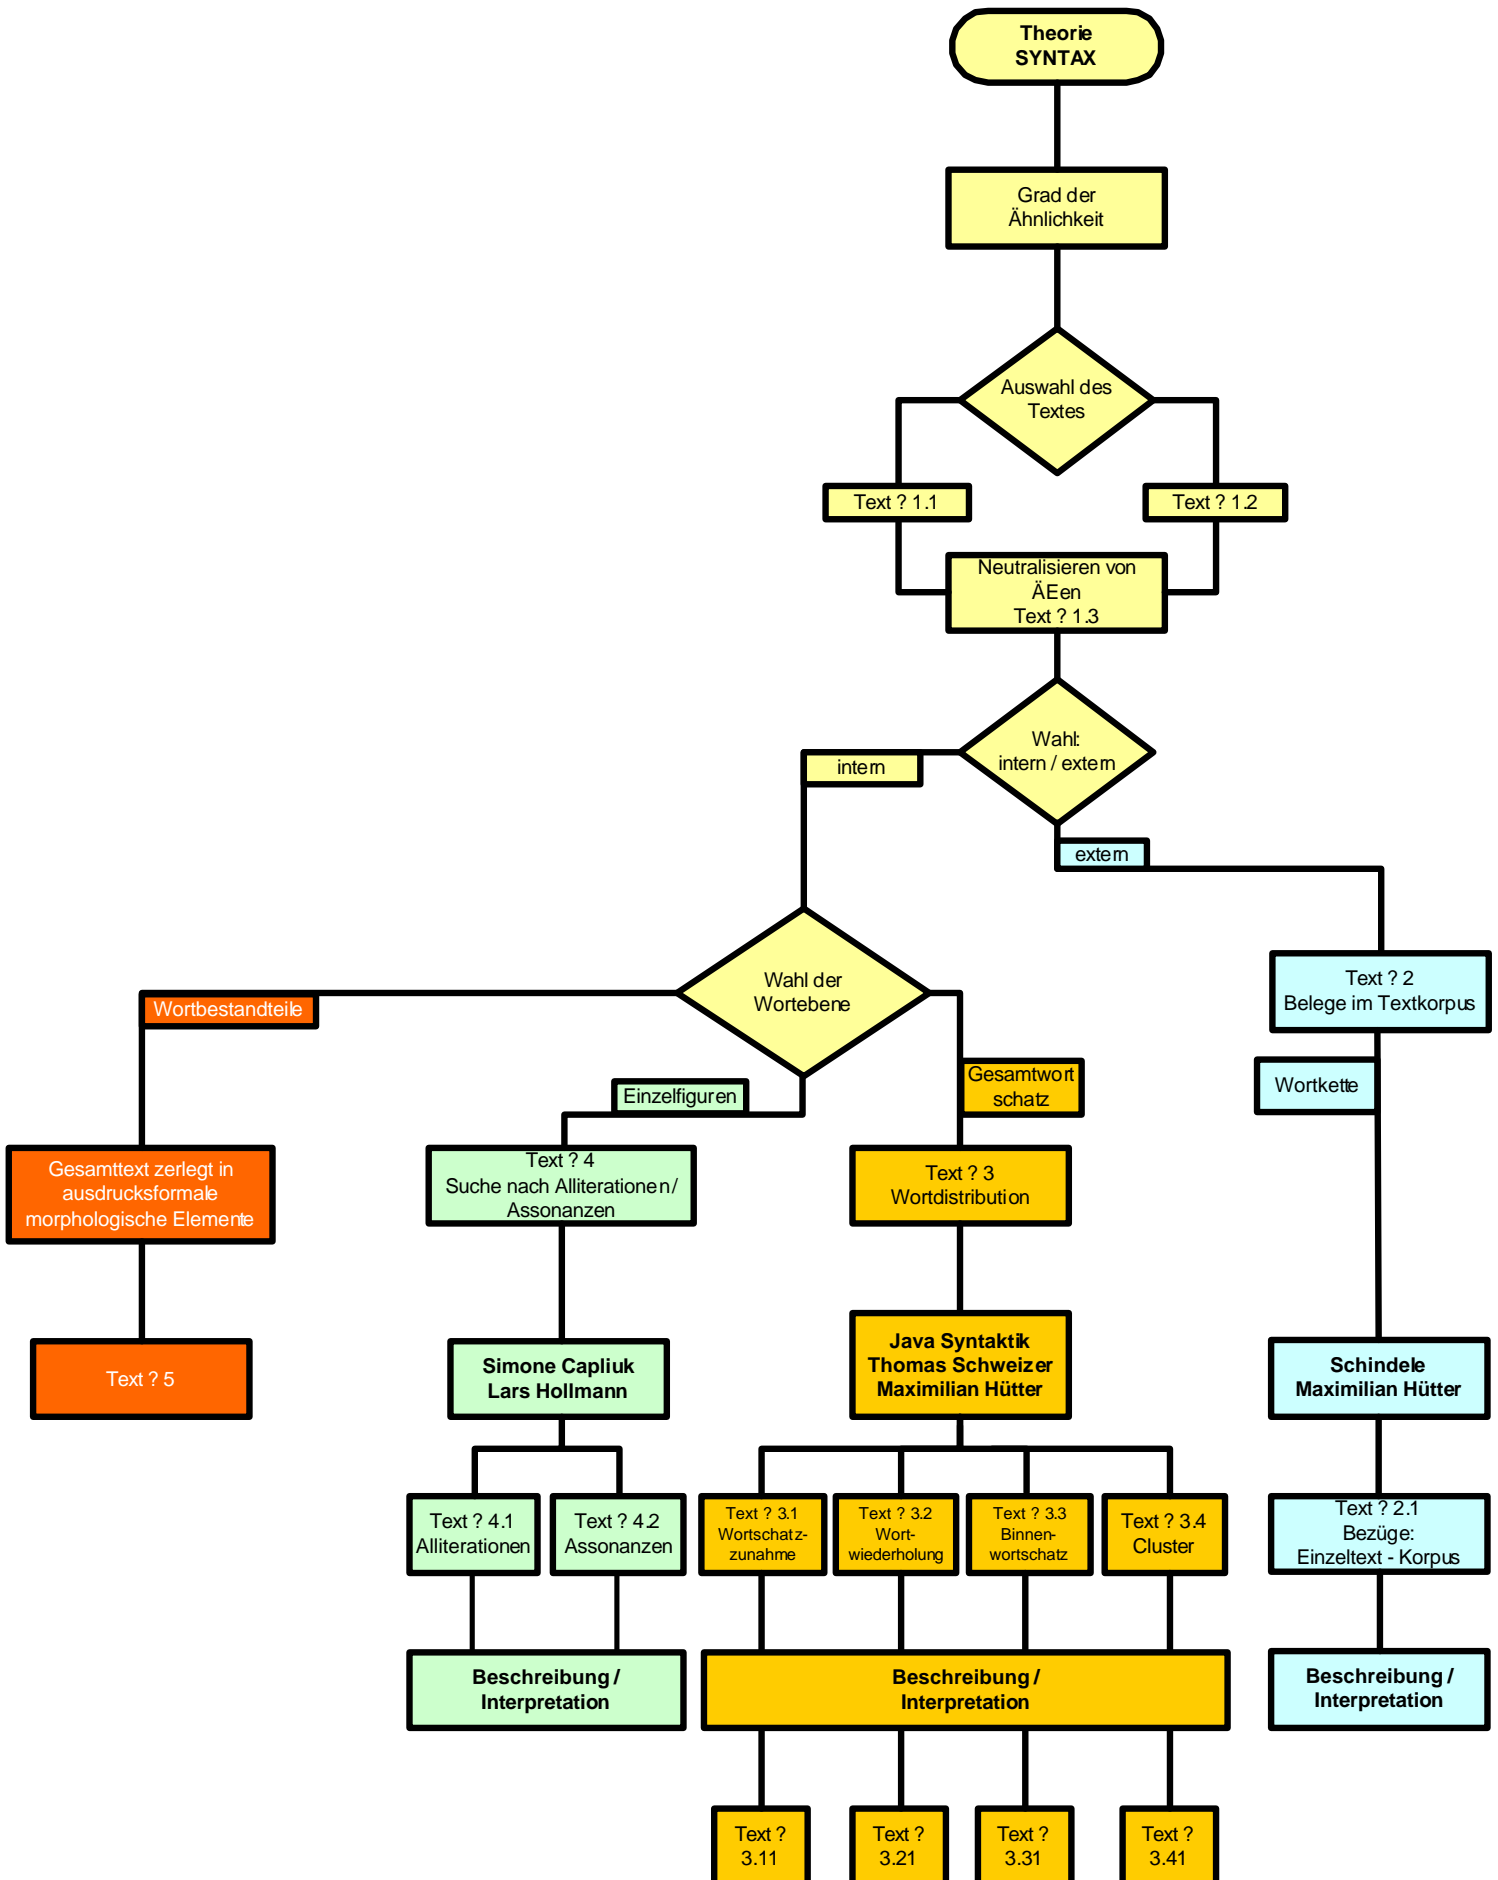 Theorie
SYNTAX
Grad der
Ähnlichkeit
Auswahl des
Textes
Text ? 1.1
Text ? 1.2
Neutralisieren von
ÄEen
Text ? 1.3
Wahl:
intern / extern
intern
extern
Wahl der
Wortebene
Wortbestandteile
Einzelfiguren
Gesamtwort
schatz
Text ? 2
Belege im Textkorpus
Wortkette
Gesamttext zerlegt in
ausdrucksformale
morphologische Elemente
Text ? 4
Suche nach Alliterationen/
Assonanzen
Text ? 3
Wortdistribution
Text ? 5
Simone Capliuk
Lars Hollmann
Java Syntaktik
Thomas Schweizer
Maximilian Hütter
Schindele
Maximilian Hütter
Text ? 4.1
Alliterationen
Text ? 4.2
Assonanzen
Text ? 3.1
Wortschatz-
zunahme
Text ? 3.2
Wort-
wiederholung
Text ? 3.3
Binnen-
wortschatz
Text ? 3.4
Cluster
Text ? 2.1
Bezüge:
Einzeltext - Korpus
Beschreibung /
Interpretation
Beschreibung /
Interpretation
Beschreibung /
Interpretation
Text ?
3.11
Text ?
3.21
Text ?
3.31
Text ?
3.41